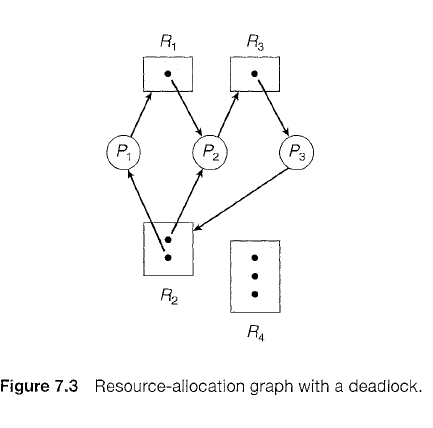 R1 R3
P1 P2 P3
R2
R4
Figure 7.3 Resource-allocation graph with a deadlock.